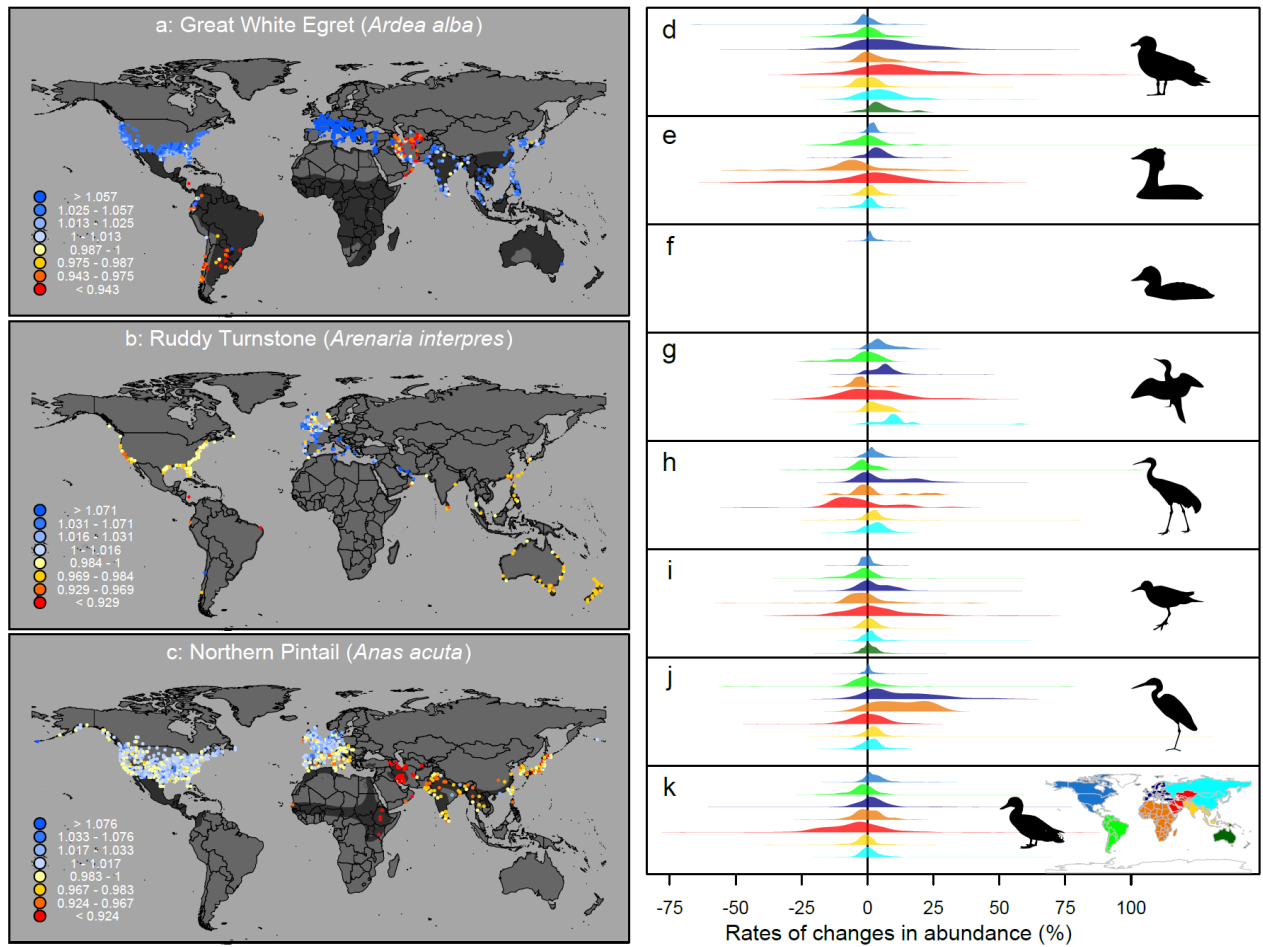 a: Great White Egret (Ardea alba)
> 1.057
1.025 - 1.057
1.013 - 1.025
1 - 1.013
0.987 - 1
0.975 - 0.987
0.943 - 0.975
< 0.943
b: Ruddy Turnstone (Arenaria interpres)
> 1.071
1.031 - 1.071
1.016 - 1.031
1 - 1.016
0.984 - 1
0.969 - 0.984
0.929 - 0.969
< 0.929
c: Northern Pintail (Anas acuta)
> 1.076
1.033 - 1.076
1.017 - 1.033
1 - 1.017
0.983 - 1
0.967 - 0.983
0.924 - 0.967
< 0.924
d
e
f
g
h
i
j
k
-75 -50 -25 0 25 50 75 100
Rates of changes in abundance (%)